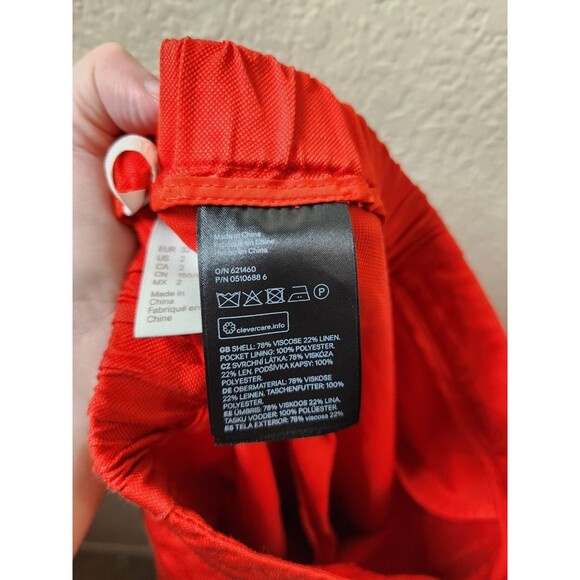 EUR 32
US 2
CA 2
CN 155/
MX 2
Made in
China
Fabriqué en
Chine
Made in China
Fabriqué en Chine
Hecho en China
O/N 621460
P/N 0510688 6
P
clevercare.info
GB SHELL: 78% VISCOSE 22% LINEN.
POCKET LINING: 100% POLYESTER.
CZ SVRCHNÍ LÁTKA: 78% VISKÓZA
22% LEN. PODŠÍVKA KAPSY: 100%
POLYESTER.
DE OBERMATERIAL: 78% VISKOSE
22% LEINEN. TASCHENFUTTER: 100%
POLYESTER.
EE ÜMBRIS: 78% VISKOOS 22% LINA.
TASKU VOODER: 100% POLÜESTER.
ES TELA EXTERIOR: 78% viscosa 22%